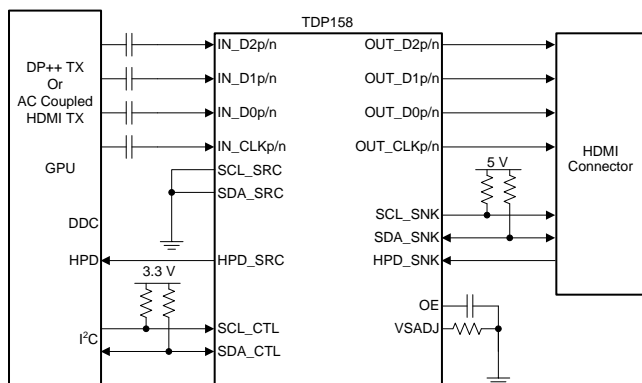 TDP158
DP++ TX
Or
AC Coupled
HDMI TX
GPU
DDC
HPD
I²C
3.3 V
IN_D2p/n
IN_D1p/n
IN_D0p/n
IN_CLKp/n
SCL_SRC
SDA_SRC
HPD_SRC
SCL_CTL
SDA_CTL
OUT_D2p/n
OUT_D1p/n
OUT_D0p/n
OUT_CLKp/n
5 V
SCL_SNK
SDA_SNK
HPD_SNK
OE
VSADJ
HDMI
Connector